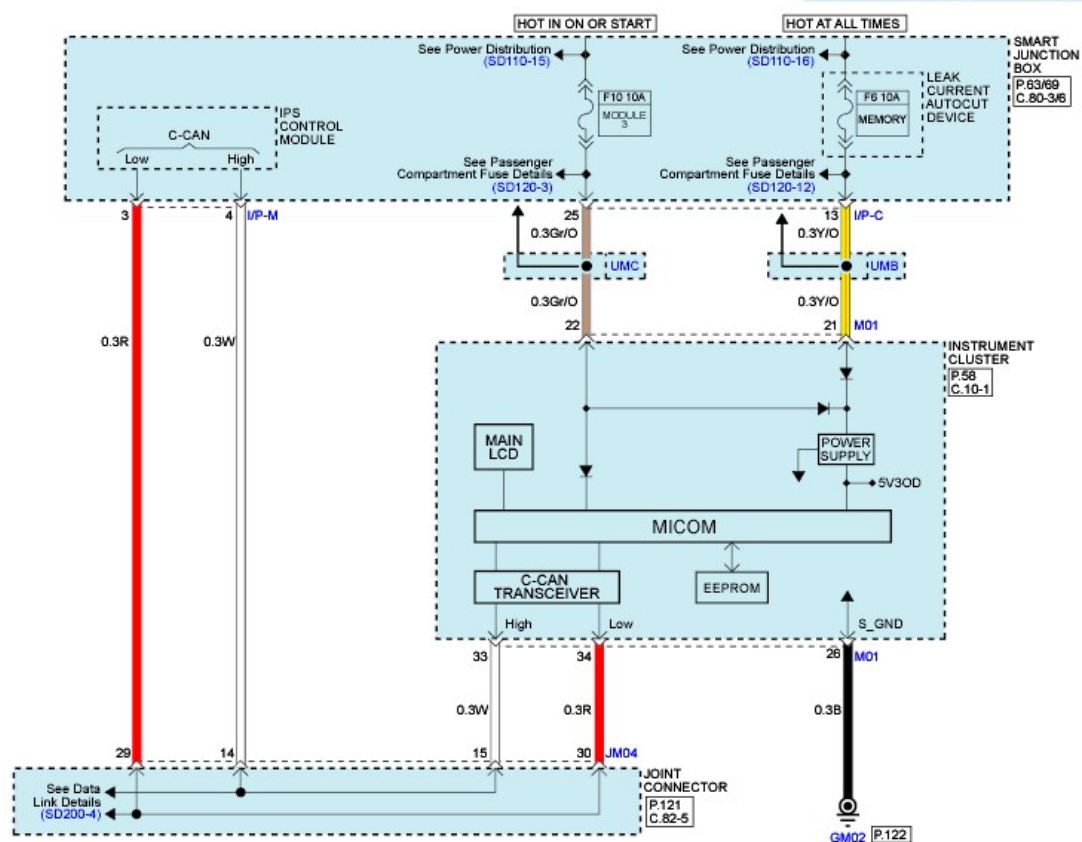 HOT IN ON OR START
HOT AT ALL TIMES
See Power Distribution
(SD110-15)
See Power Distribution
(SD110-16)
SMART
JUNCTION
BOX
P.63/69
C.80-3/6
LEAK
CURRENT
AUTOCUT
DEVICE
F10 10A
MODULE
3
F6 10A
MEMORY
IPS
CONTROL
MODULE
C-CAN
Low
High
See Passenger
Compartment Fuse Details
(SD120-3)
See Passenger
Compartment Fuse Details
(SD120-12)
3
4
I/P-M
25
13
I/P-C
0.3Gr/O
0.3Y/O
UMC
UMB
0.3Gr/O
0.3Y/O
22
21
M01
0.3R
0.3W
INSTRUMENT
CLUSTER
P.58
C.10-1
MAIN
LCD
POWER
SUPPLY
5V3OD
MICOM
C-CAN
TRANSCEIVER
EEPROM
High
Low
S_GND
33
34
26
M01
0.3W
0.3R
0.3B
29
14
15
30
JM04
See Data
Link Details
(SD200-4)
JOINT
CONNECTOR
P.121
C.82-5
GM02
P.122